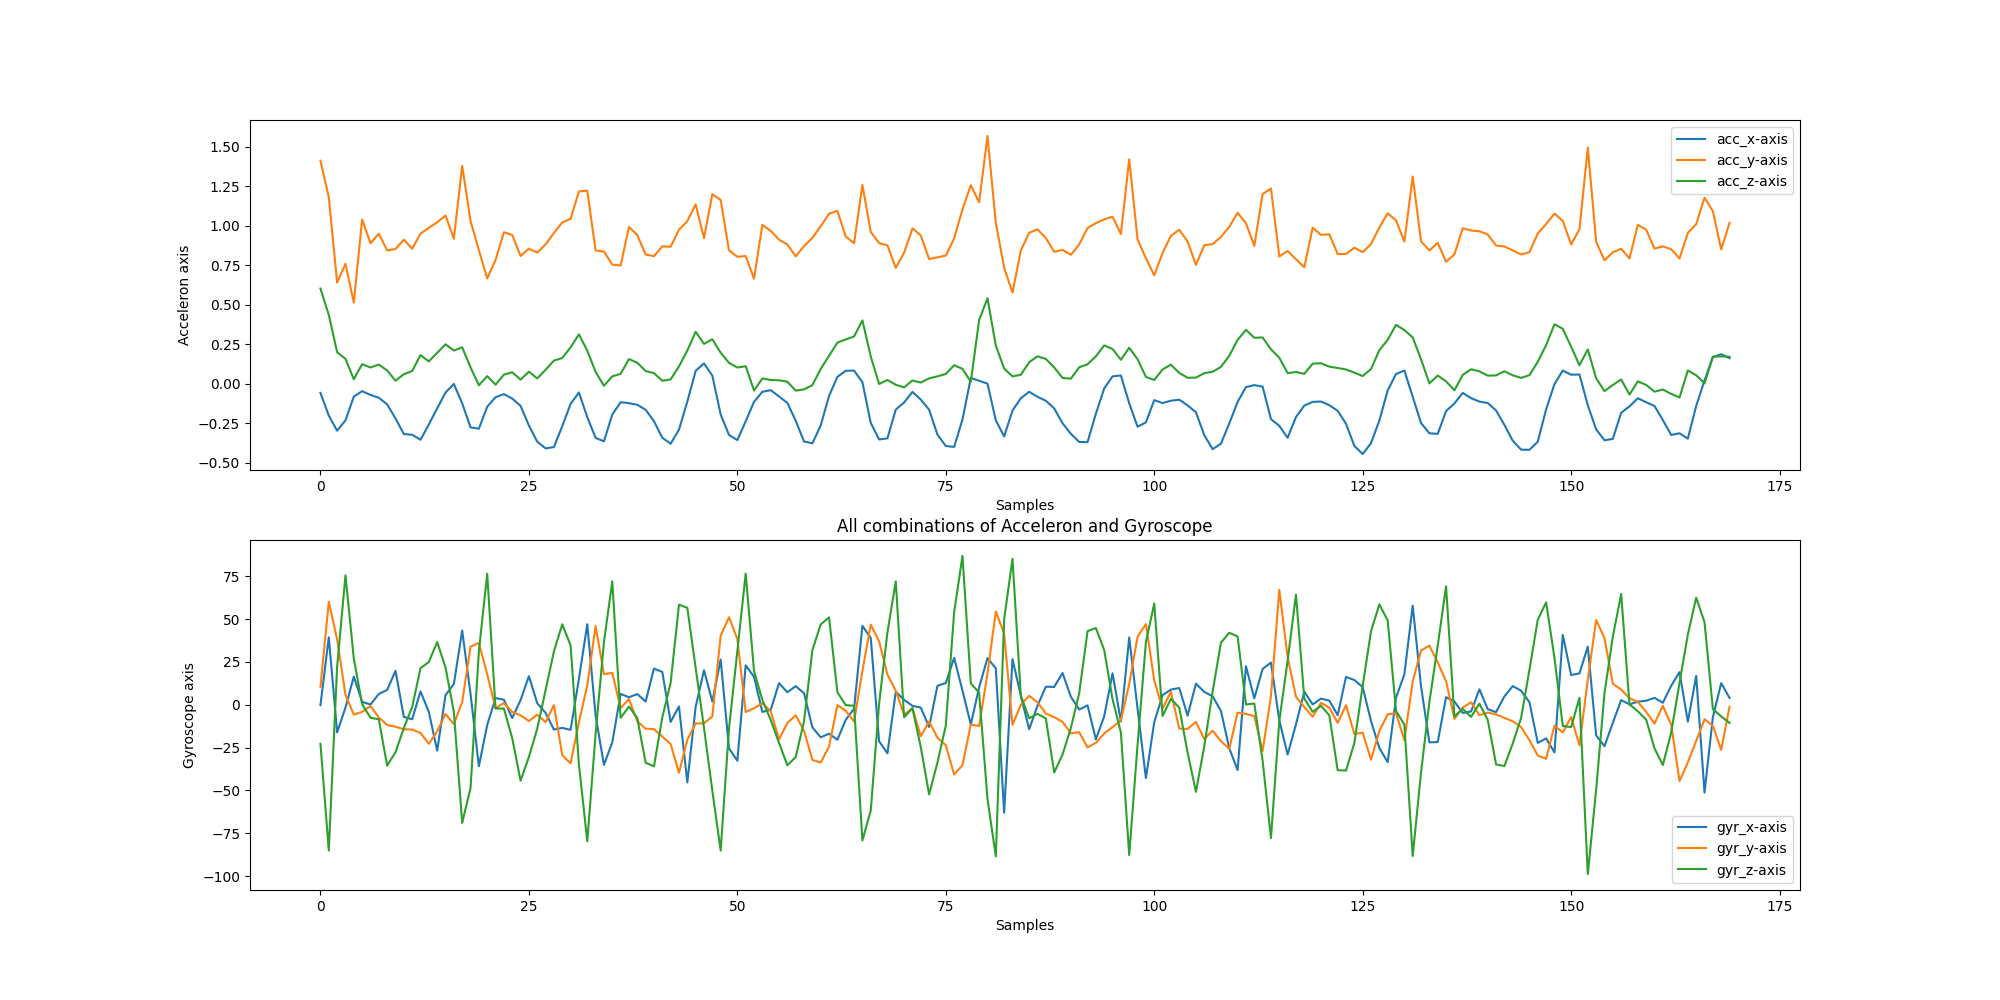 1.50
1.25
1.00
0.75
0.50
0.25
0.00
−0.25
−0.50
Acceleron axis
acc_x-axis
acc_y-axis
acc_z-axis
0 25 50 75 100 125 150 175
Samples
All combinations of Acceleron and Gyroscope
75
50
25
0
−25
−50
−75
−100
Gyroscope axis
gyr_x-axis
gyr_y-axis
gyr_z-axis
0 25 50 75 100 125 150 175
Samples